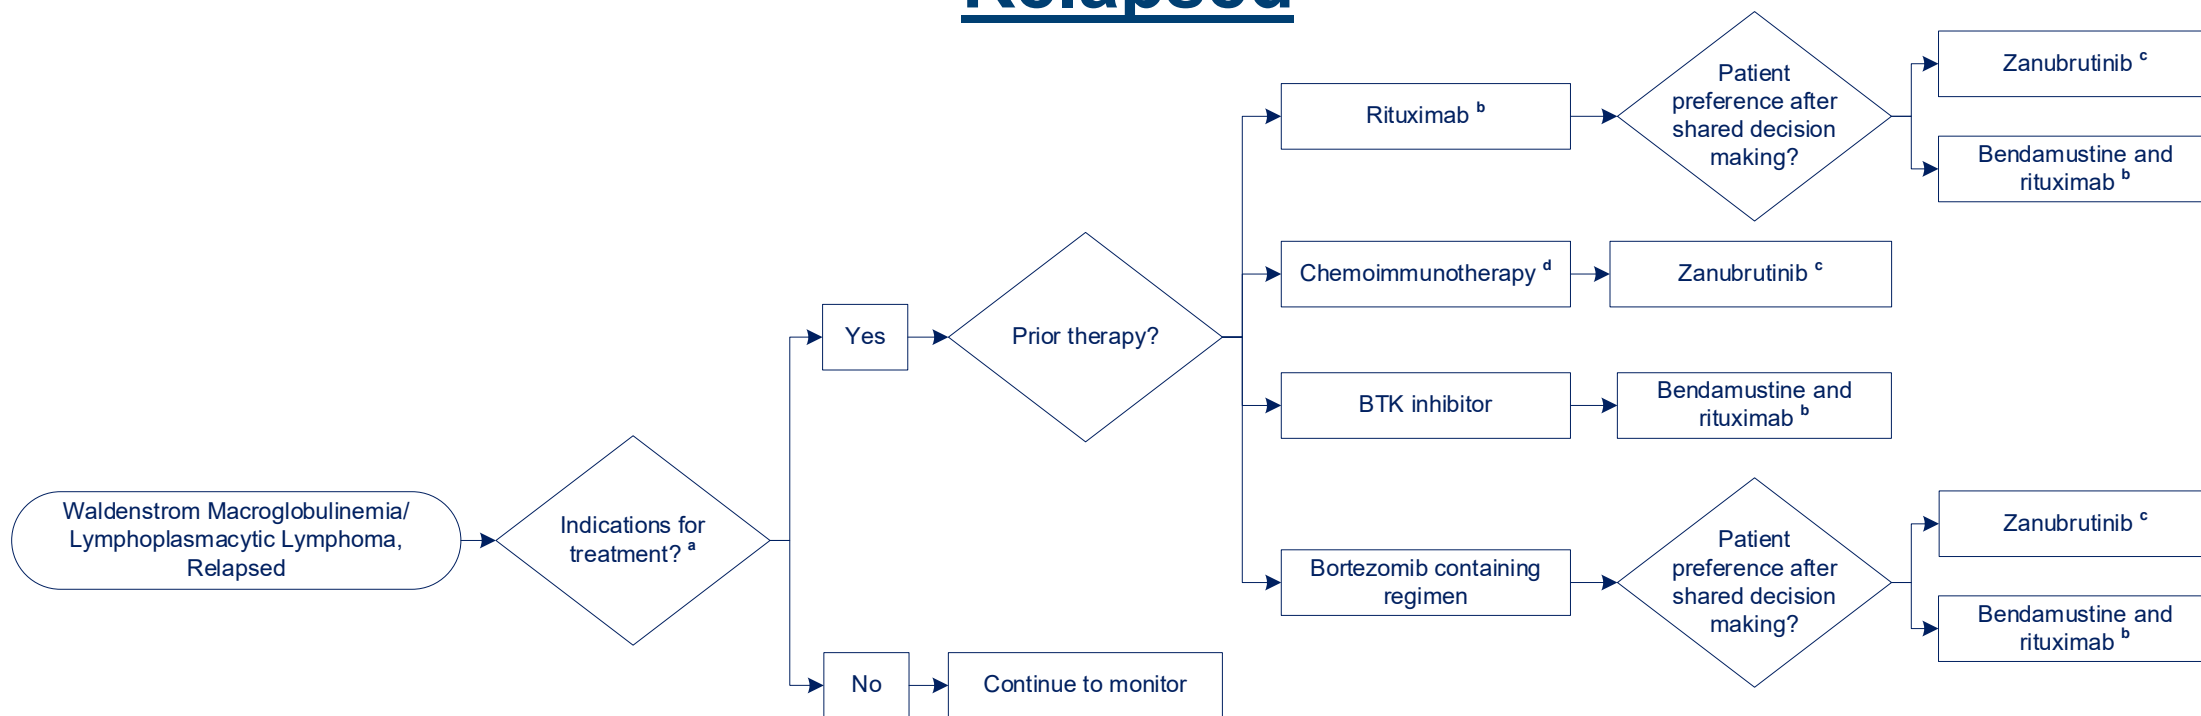 Relapsed
Patient
preference after
shared decision
making?
Zanubrutinib c
Bendamustine and
rituximab b
Rituximab b
Chemoimmunotherapy d
Zanubrutinib c
Yes
Prior therapy?
BTK inhibitor
Bendamustine and
rituximab b
Waldenstrom Macroglobulinemia/
Lymphoplasmacytic Lymphoma,
Relapsed
Indications for
treatment? a
Bortezomib containing
regimen
Patient
preference after
shared decision
making?
Zanubrutinib c
Bendamustine and
rituximab b
No
Continue to monitor